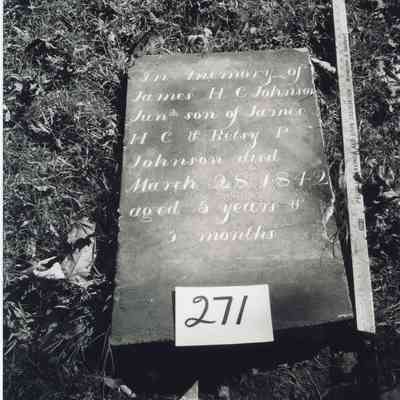 In memory of
James H C Johnson
Junr son of James
H C & Betsy P
Johnson died
March 28 1842
aged 5 years &
5 months
271